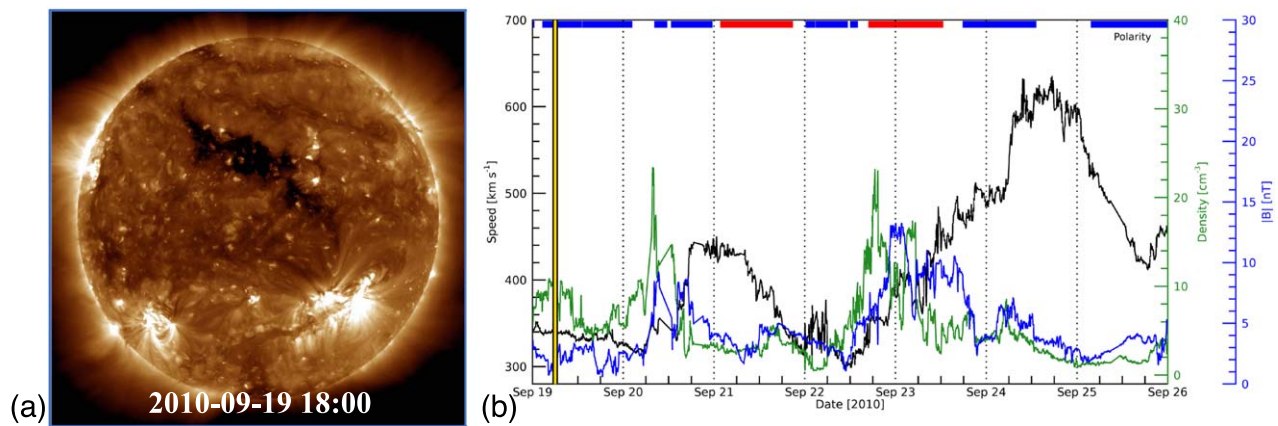 2010-09-19 18:00
(a)
(b)
700
600
500
400
300
Speed [km s⁻¹]
Polarity
40
30
20
10
0
Density [cm⁻³]
30
25
20
15
10
5
0
|B| [nT]
Sep 19
Sep 20
Sep 21
Sep 22
Sep 23
Sep 24
Sep 25
Sep 26
Date [2010]